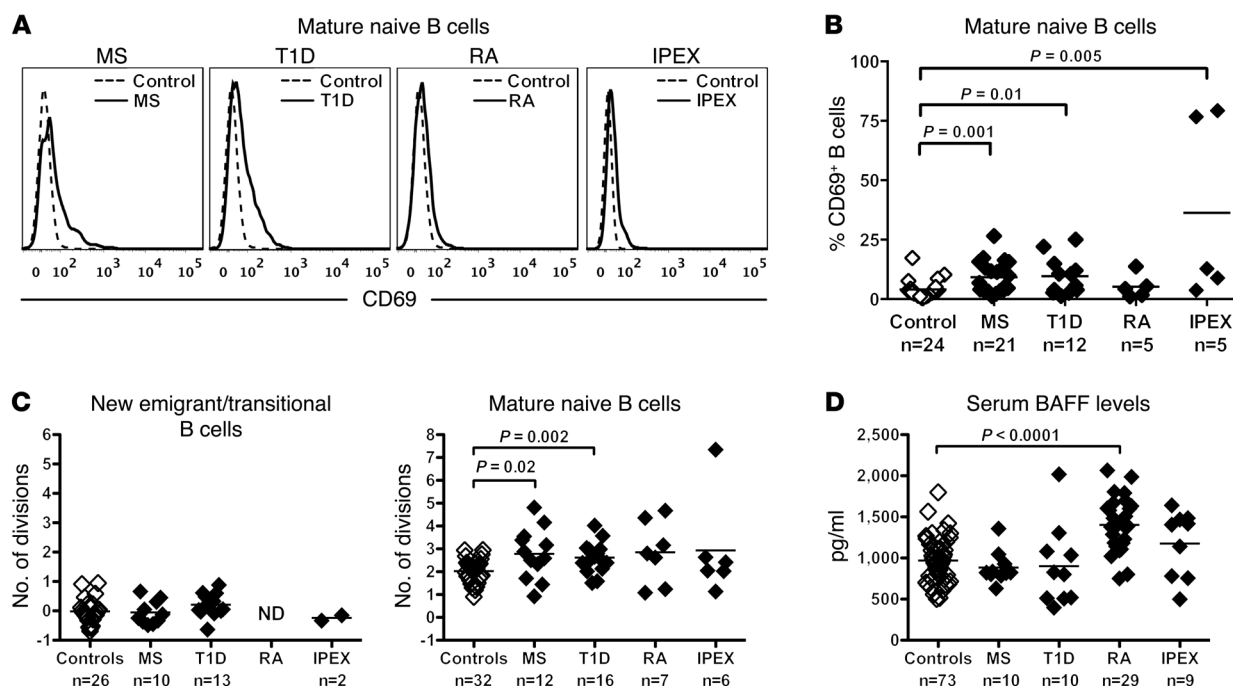 A
Mature naive B cells
MS
T1D
RA
IPEX
Control
MS
Control
T1D
Control
RA
Control
IPEX
0 10² 10³ 10⁴ 10⁵
0 10² 10³ 10⁴ 10⁵
0 10² 10³ 10⁴ 10⁵
0 10² 10³ 10⁴ 10⁵
CD69
B
Mature naive B cells
% CD69⁺ B cells
100
75
50
25
0
P = 0.005
P = 0.01
P = 0.001
Control MS T1D RA IPEX
n=24 n=21 n=12 n=5 n=5
C
New emigrant/transitional
B cells
No. of divisions
6
5
4
3
2
1
0
-1
ND
Controls MS T1D RA IPEX
n=26 n=10 n=13 n=2
Mature naive B cells
No. of divisions
8
7
6
5
4
3
2
1
0
-1
P = 0.002
P = 0.02
Controls MS T1D RA IPEX
n=32 n=12 n=16 n=7 n=6
D
Serum BAFF levels
pg/ml
2,500
2,000
1,500
1,000
500
0
P < 0.0001
Controls MS T1D RA IPEX
n=73 n=10 n=10 n=29 n=9